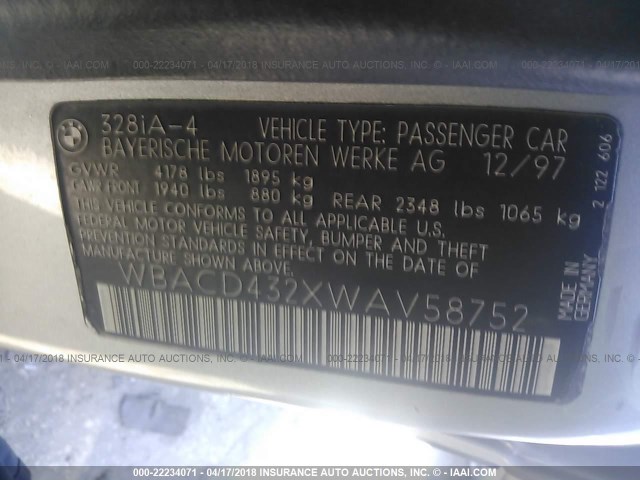 000-22234071 - 04/17/2018 INSURANCE AUTO AUCTIONS, INC. © - IAAI.COM
BMW
328iA-4 VEHICLE TYPE: PASSENGER CAR
BAYERISCHE MOTOREN WERKE AG 12/97
GVWR 4178 lbs 1895 kg
GAWR FRONT 1940 lbs 880 kg REAR 2348 lbs 1065 kg
THIS VEHICLE CONFORMS TO ALL APPLICABLE U.S.
FEDERAL MOTOR VEHICLE SAFETY, BUMPER AND THEFT
PREVENTION STANDARDS IN EFFECT ON THE DATE OF
MANUFACTURE SHOWN ABOVE.
WBACD432XWAV58752
2 122 606
MADE IN
GERMANY
000-22234071 - 04/17/2018 INSURANCE AUTO AUCTIONS, INC. © - IAAI.COM
000-22234071 - 04/17/2018 INSURANCE AUTO AUCTIONS, INC. © - IAAI.COM